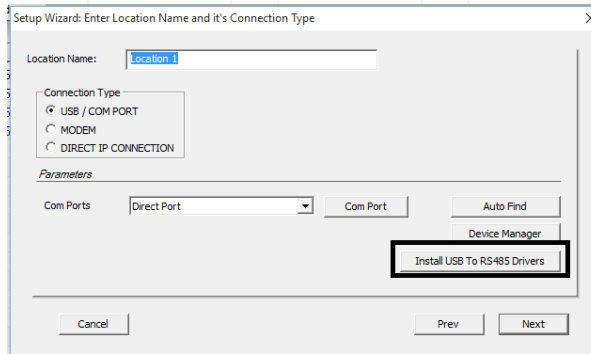 Setup Wizard: Enter Location Name and it's Connection Type
Location Name:
Location 1
Connection Type
USB / COM PORT
MODEM
DIRECT IP CONNECTION
Parameters
Com Ports
Direct Port
Com Port
Auto Find
Device Manager
Install USB To RS485 Drivers
Cancel
Prev
Next